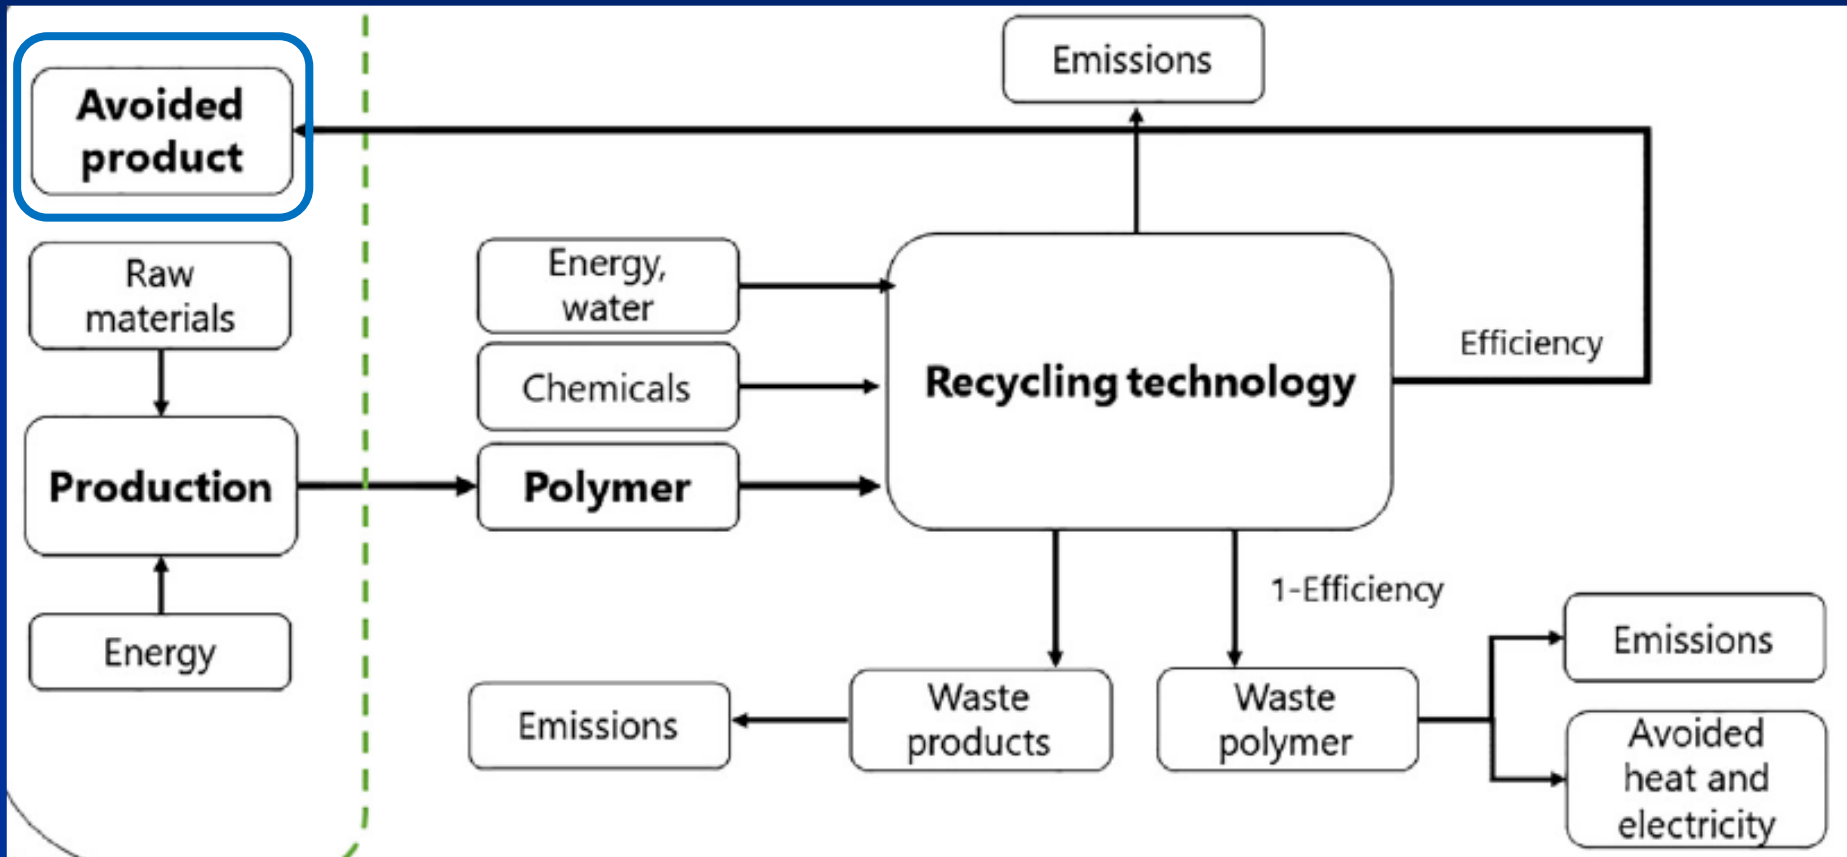 Avoided
product
Raw
materials
Production
Energy
Energy,
water
Chemicals
Polymer
Emissions
Recycling technology
Efficiency
1-Efficiency
Emissions
Waste
products
Waste
polymer
Emissions
Avoided
heat and
electricity